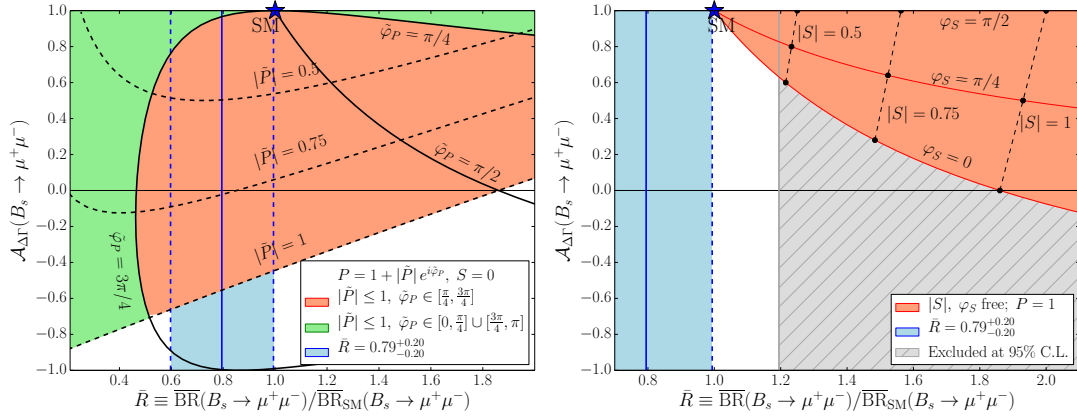 1.0
0.8
0.6
0.4
0.2
0.0
−0.2
−0.4
−0.6
−0.8
−1.0
𝒜_ΔΓ(B_s → μ⁺μ⁻)
SM
φ̃_P = π/4
|P̃| = 0.5
|P̃| = 0.75
φ̃_P = π/2
|P̃| = 1
φ̃_P = 3π/4
P = 1 + |P̃| e^{iφ̃_P}, S = 0
|P̃| ≤ 1, φ̃_P ∈ [π/4, 3π/4]
|P̃| ≤ 1, φ̃_P ∈ [0, π/4] ∪ [3π/4, π]
R̄ = 0.79^{+0.20}_{−0.20}
0.4 0.6 0.8 1.0 1.2 1.4 1.6 1.8
R̄ ≡ B̅R̅(B_s → μ⁺μ⁻)/B̅R̅_SM(B_s → μ⁺μ⁻)
1.0
0.8
0.6
0.4
0.2
0.0
−0.2
−0.4
−0.6
−0.8
−1.0
𝒜_ΔΓ(B_s → μ⁺μ⁻)
SM
φ_S = π/2
|S| = 0.5
φ_S = π/4
|S| = 0.75
|S| = 1
φ_S = 0
|S|, φ_S free; P = 1
R̄ = 0.79^{+0.20}_{−0.20}
Excluded at 95% C.L.
0.8 1.0 1.2 1.4 1.6 1.8 2.0
R̄ ≡ B̅R̅(B_s → μ⁺μ⁻)/B̅R̅_SM(B_s → μ⁺μ⁻)